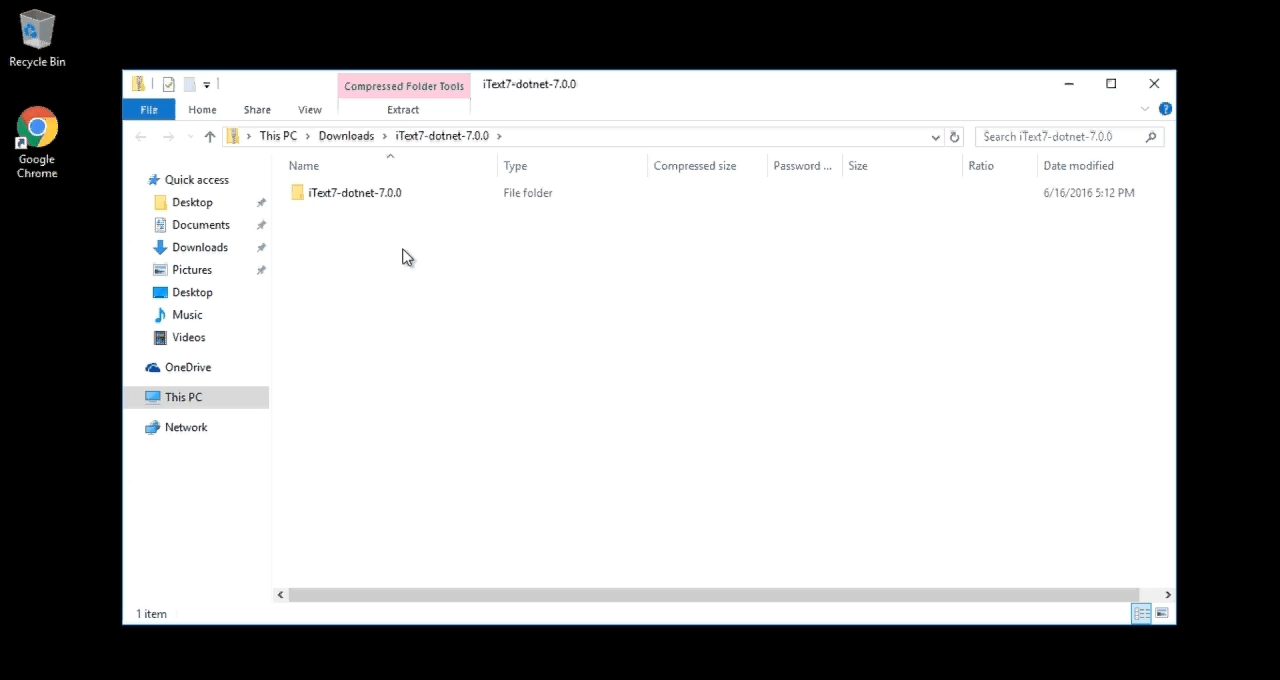 Recycle Bin
Google
Chrome
Compressed Folder Tools
iText7-dotnet-7.0.0
File
Home
Share
View
Extract
This PC
Downloads
iText7-dotnet-7.0.0
Search iText7-dotnet-7.0.0
Name
Type
Compressed size
Password ...
Size
Ratio
Date modified
iText7-dotnet-7.0.0
File folder
6/16/2016 5:12 PM
Quick access
Desktop
Documents
Downloads
Pictures
Desktop
Music
Videos
OneDrive
This PC
Network
1 item